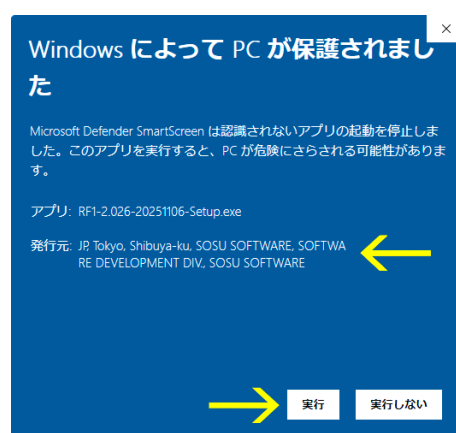 Windows によって PC が保護されまし
た
Microsoft Defender SmartScreen は認識されないアプリの起動を停止しま
した。このアプリを実行すると、PC が危険にさらされる可能性がありま
す。
アプリ: RF1-2.026-20251106-Setup.exe
発行元: JP, Tokyo, Shibuya-ku, SOSU SOFTWARE, SOFTWA
RE DEVELOPMENT DIV., SOSU SOFTWARE
実行 実行しない